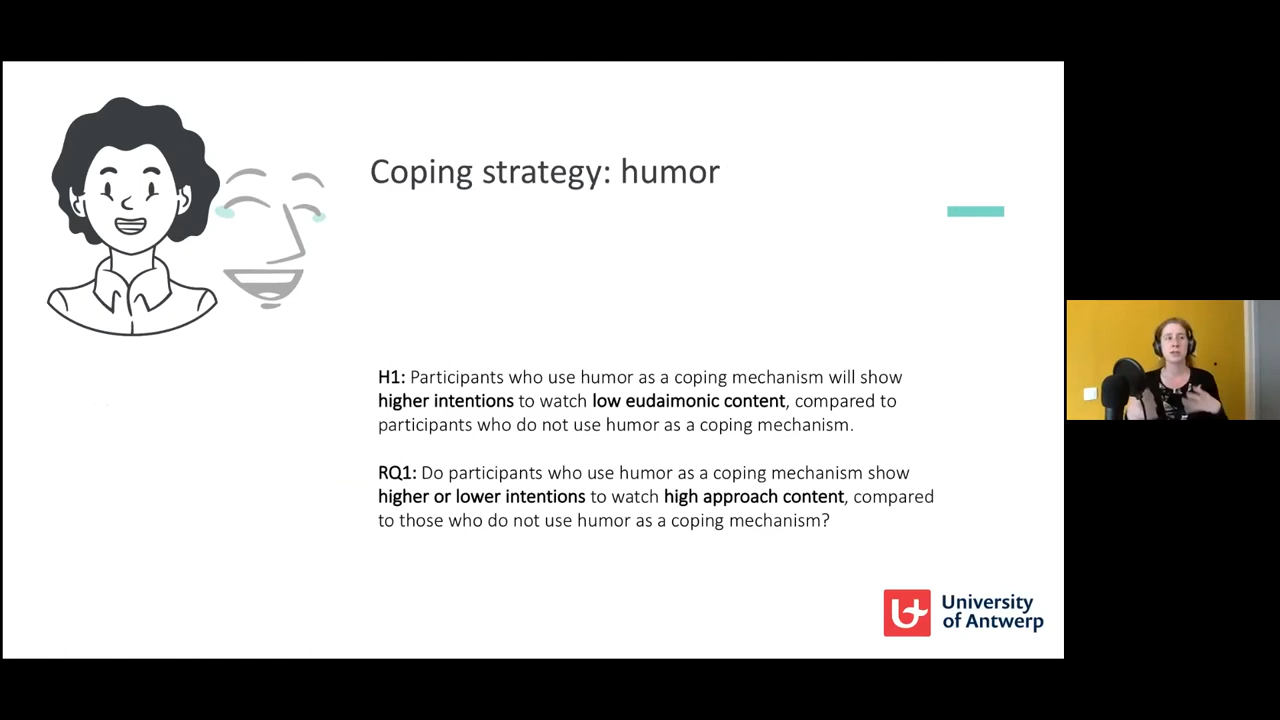 Coping strategy: humor
H1: Participants who use humor as a coping mechanism will show
higher intentions to watch low eudaimonic content, compared to
participants who do not use humor as a coping mechanism.
RQ1: Do participants who use humor as a coping mechanism show
higher or lower intentions to watch high approach content, compared
to those who do not use humor as a coping mechanism?
University
of Antwerp